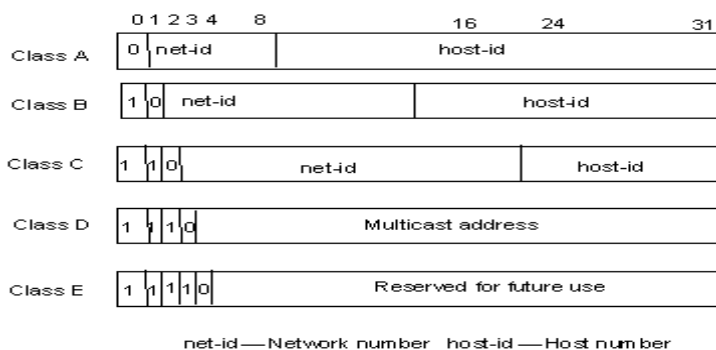 0 1 2 3 4 8 16 24 31
Class A 0 net-id host-id
Class B 1 0 net-id host-id
Class C 1 1 0 net-id host-id
Class D 1 1 1 0 Multicast address
Class E 1 1 1 1 0 Reserved for future use
net-id—Network number host-id—Host number